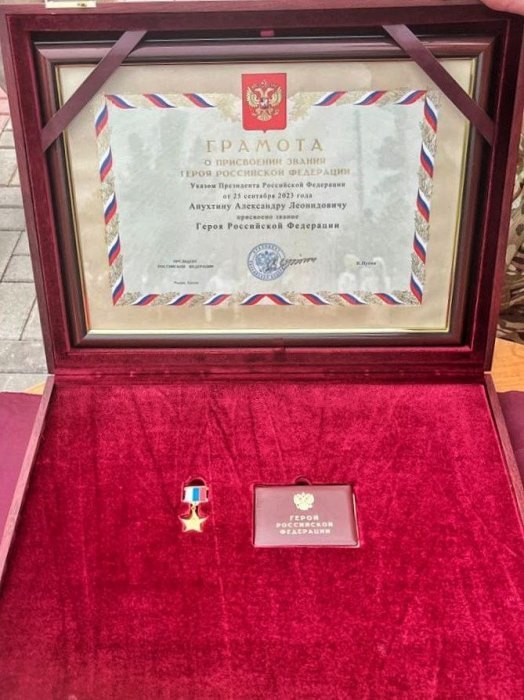 ГРАМОТА
О ПРИСВОЕНИИ ЗВАНИЯ
ГЕРОЯ РОССИЙСКОЙ ФЕДЕРАЦИИ
Указом Президента Российской Федерации
от 25 сентября 2023 года
Апухтину Александру Леонидовичу
присвоено звание
Героя Российской Федерации
ПРЕЗИДЕНТ
РОССИЙСКОЙ ФЕДЕРАЦИИ
В.Путин
ГЕРОЙ
РОССИЙСКОЙ
ФЕДЕРАЦИИ